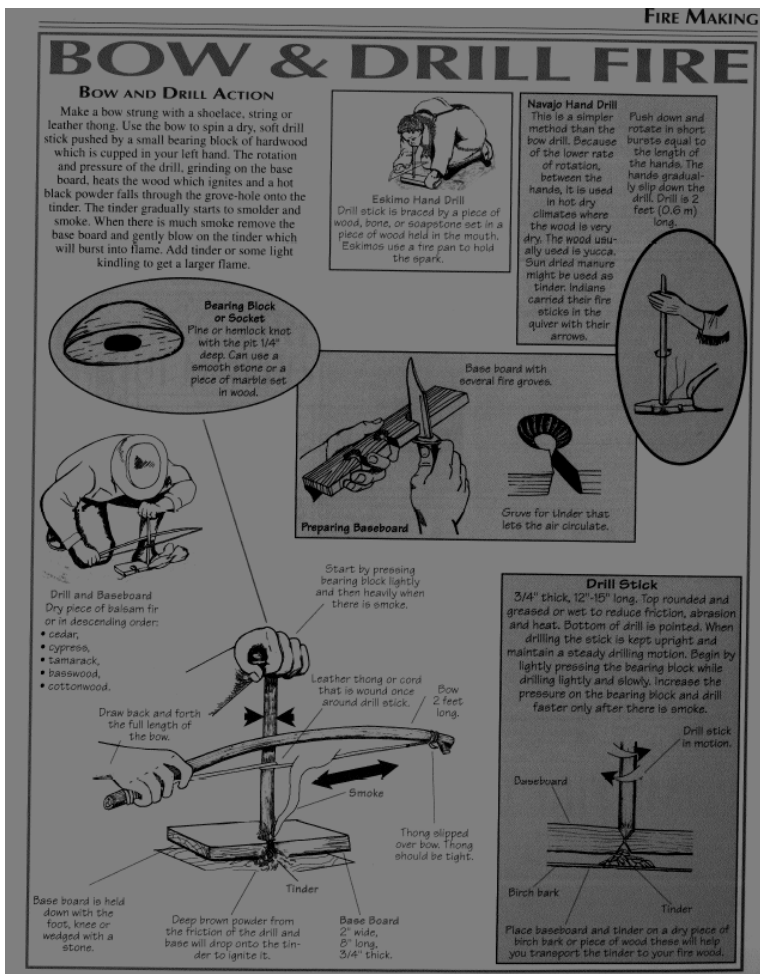 FIRE MAKING
BOW & DRILL FIRE
BOW AND DRILL ACTION
Make a bow strung with a shoelace, string or
leather thong. Use the bow to spin a dry, soft drill
stick pushed by a small bearing block of hardwood
which is cupped in your left hand. The rotation
and pressure of the drill, grinding on the base
board, heats the wood which ignites and a hot
black powder falls through the grove-hole onto the
tinder. The tinder gradually starts to smolder and
smoke. When there is much smoke remove the
base board and gently blow on the tinder which
will burst into flame. Add tinder or some light
kindling to get a larger flame.
Eskimo Hand Drill
Drill stick is braced by a piece of
wood, bone, or soapstone set in a
piece of wood held in the mouth.
Eskimos use a fire pan to hold
the spark.
Navajo Hand Drill
This is a simpler
method than the
bow drill. Because
of the lower rate
of rotation,
between the
hands, it is used
in hot dry
climates where
the wood is very
dry. The wood usu-
ally used is yucca.
Sun dried manure
might be used as
tinder. Indians
carried their fire
sticks in the
quiver with their
arrows.
Push down and
rotate in short
bursts equal to
the length of
the hands. The
hands gradual-
ly slip down the
drill. Drill is 2
feet (0.6 m)
long.
Bearing Block
or Socket
Pine or hemlock knot
with the pit 1/4"
deep. Can use a
smooth stone or a
piece of marble set
in wood.
Base board with
several fire groves.
Preparing Baseboard
Grove for tinder that
lets the air circulate.
Drill and Baseboard
Dry piece of balsam fir
or in descending order:
• cedar,
• cypress,
• tamarack,
• basswood,
• cottonwood.
Start by pressing
bearing block lightly
and then heavily when
there is smoke.
Leather thong or cord
that is wound once
around drill stick.
Bow
2 feet
long.
Draw back and forth
the full length of
the bow.
Smoke
Thong slipped
over bow. Thong
should be tight.
Tinder
Base board is held
down with the
foot, knee or
wedged with a
stone.
Deep brown powder from
the friction of the drill and
base will drop onto the tin-
der to ignite it.
Base Board
2" wide,
8" long,
3/4" thick.
Drill Stick
3/4" thick, 12"-15" long. Top rounded and
greased or wet to reduce friction, abrasion
and heat. Bottom of drill is pointed. When
drilling the stick is kept upright and
maintain a steady drilling motion. Begin by
lightly pressing the bearing block while
drilling lightly and slowly. Increase the
pressure on the bearing block and drill
faster only after there is smoke.
Drill stick
in motion.
Baseboard
Birch bark
Tinder
Place baseboard and tinder on a dry piece of
birch bark or piece of wood these will help
you transport the tinder to your fire wood.